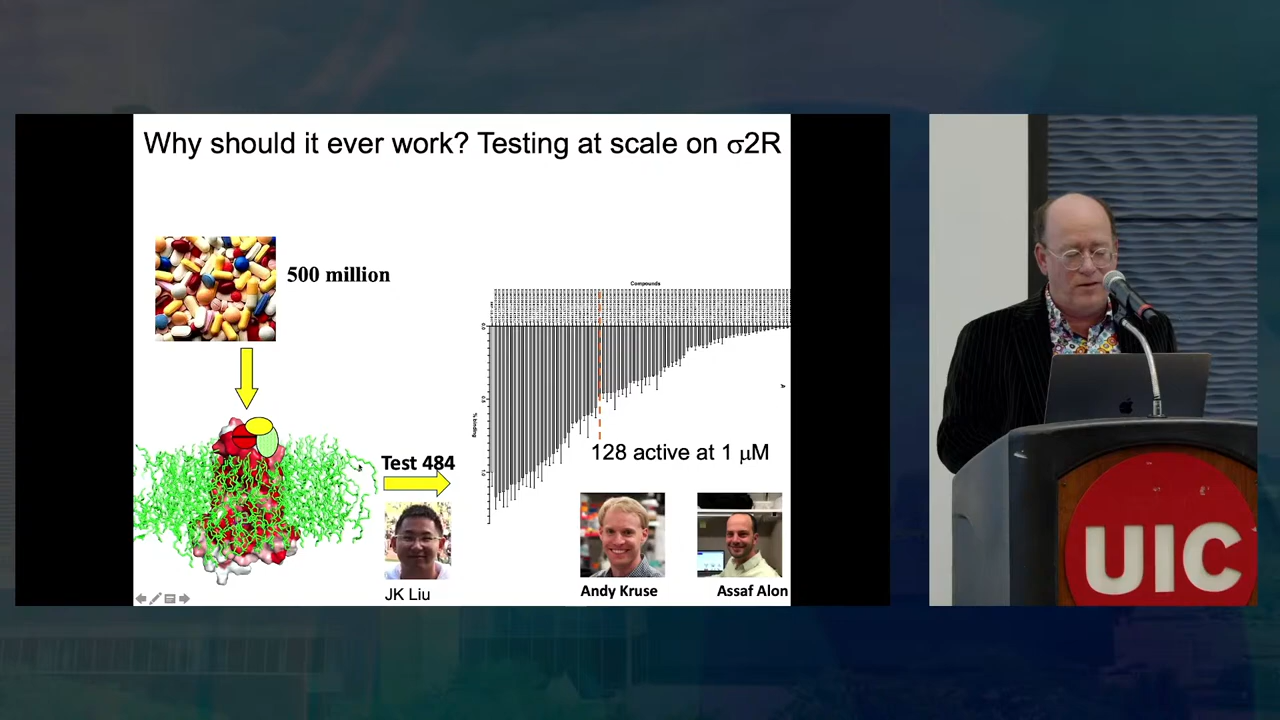 Why should it ever work? Testing at scale on σ2R
500 million
Compounds
% binding
Test 484
128 active at 1 μM
JK Liu
Andy Kruse
Assaf Alon
UIC